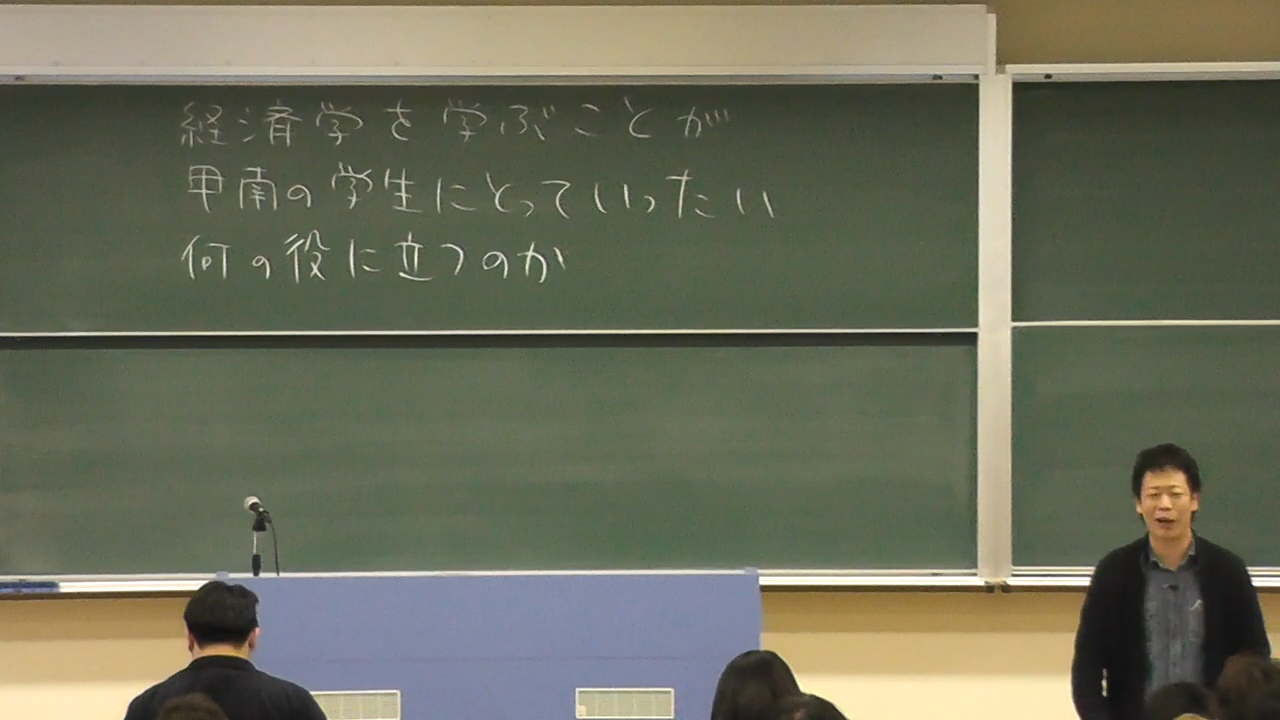 経済学を学ぶことが
甲南の学生にとっていったい
何の役に立つのか